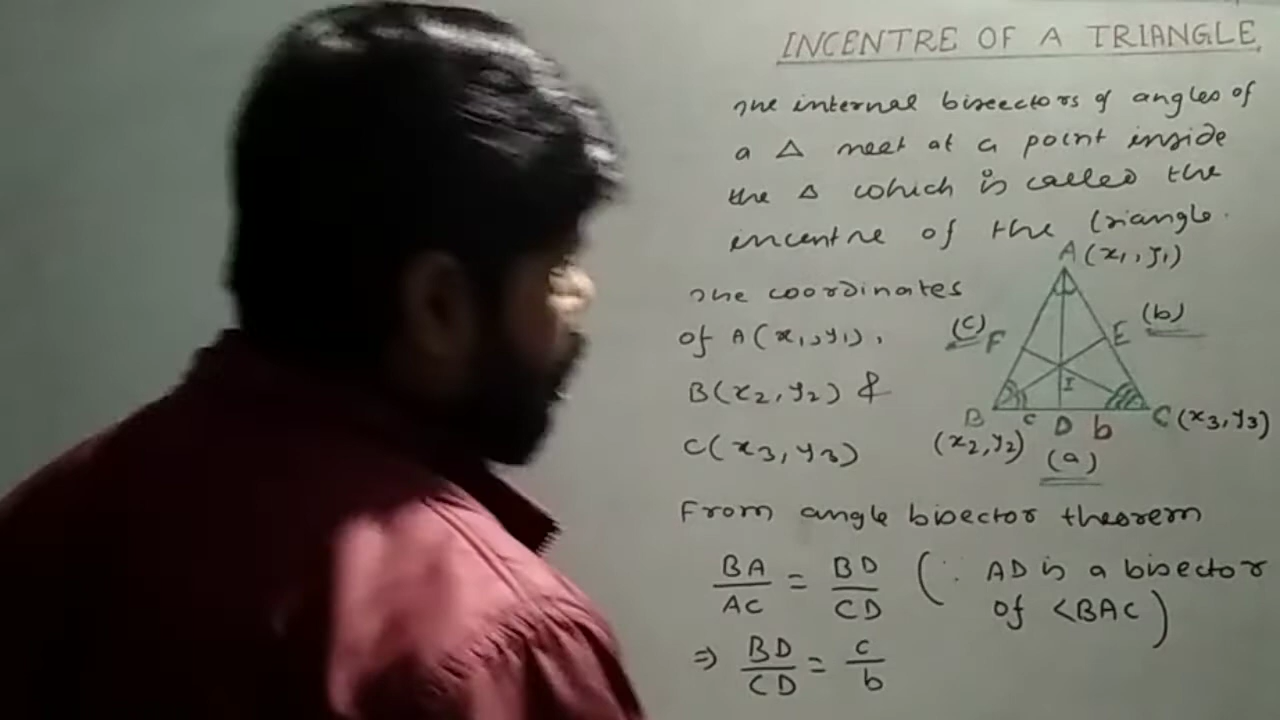 INCENTRE OF A TRIANGLE
The internal bisectors of angles of
a △ meet at a point inside
the △ which is called the
incentre of the triangle.
The coordinates
of A(x₁,y₁),
B(x₂,y₂) &
C(x₃,y₃)
A(x₁,y₁)
(c) F
E (b)
I
B c D b C(x₃,y₃)
(x₂,y₂) (a)
From angle bisector theorem
BA/AC = BD/CD (∵ AD is a bisector
of <BAC)
⇒ BD/CD = c/b